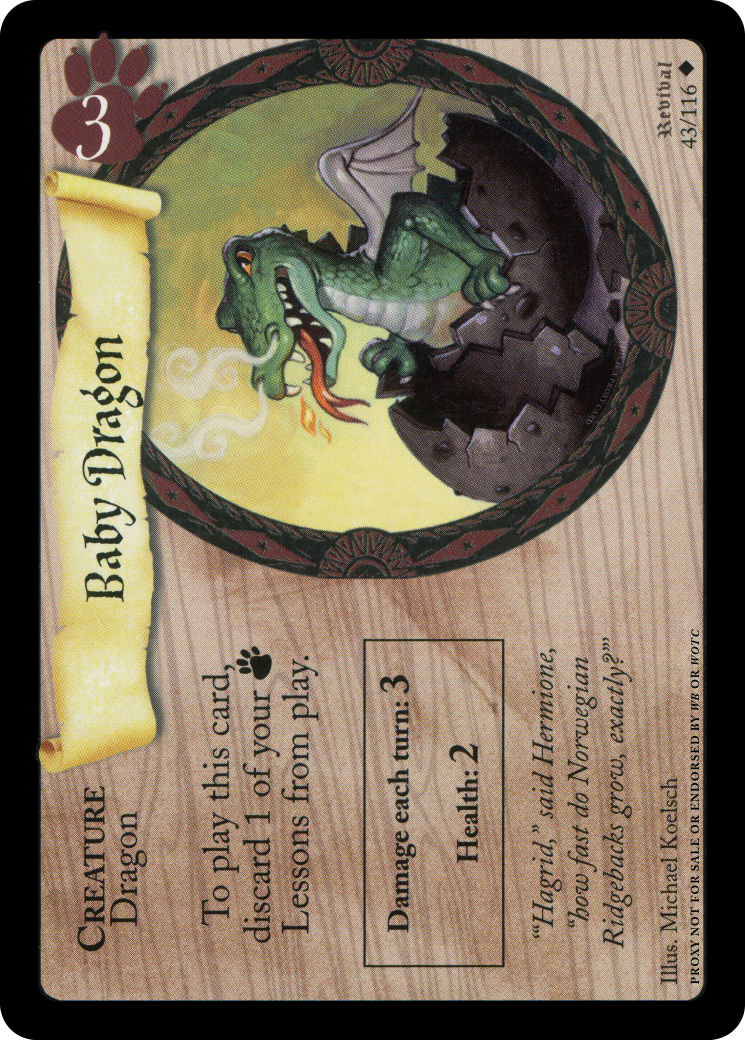 3
Baby Dragon
CREATURE
Dragon
To play this card,
discard 1 of your
Lessons from play.
Damage each turn: 3
Health: 2
“‘Hagrid,” said Hermione,
“how fast do Norwegian
Ridgebacks grow, exactly?’”
Illus. Michael Koelsch
PROXY NOT FOR SALE OR ENDORSED BY WB OR WOTC
Revival
43/116